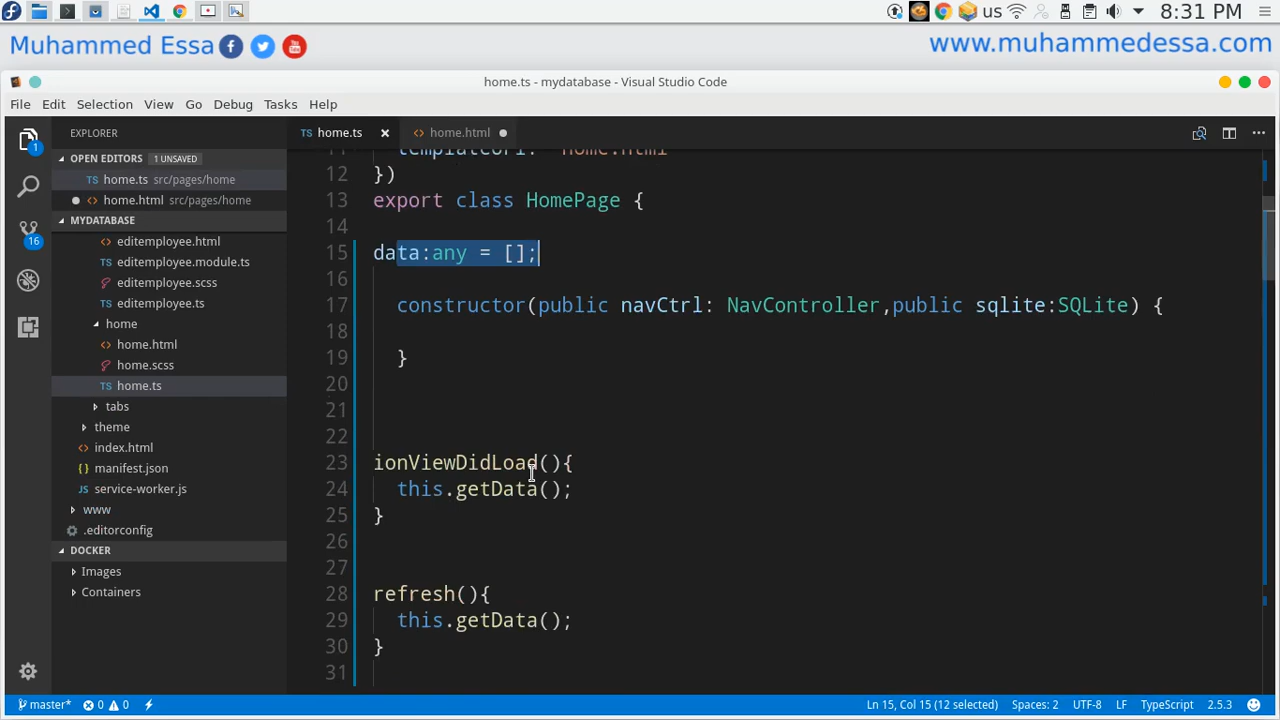 us
8:31 PM
Muhammed Essa
www.muhammedessa.com
home.ts - mydatabase - Visual Studio Code
File Edit Selection View Go Debug Tasks Help
EXPLORER
TS home.ts ×
<> home.html
OPEN EDITORS 1 UNSAVED
TS home.ts src/pages/home
<> home.html src/pages/home
MYDATABASE
editemployee.html
editemployee.module.ts
editemployee.scss
editemployee.ts
home
home.html
home.scss
home.ts
tabs
theme
index.html
manifest.json
service-worker.js
www
.editorconfig
DOCKER
Images
Containers
1
16
12 })
13 export class HomePage {
14
15 data:any = [];
16
17 constructor(public navCtrl: NavController,public sqlite:SQLite) {
18
19 }
20
21
22
23 ionViewDidLoad(){
24 this.getData();
25 }
26
27
28 refresh(){
29 this.getData();
30 }
31
master* 0 0
Ln 15, Col 15 (12 selected) Spaces: 2 UTF-8 LF TypeScript 2.5.3